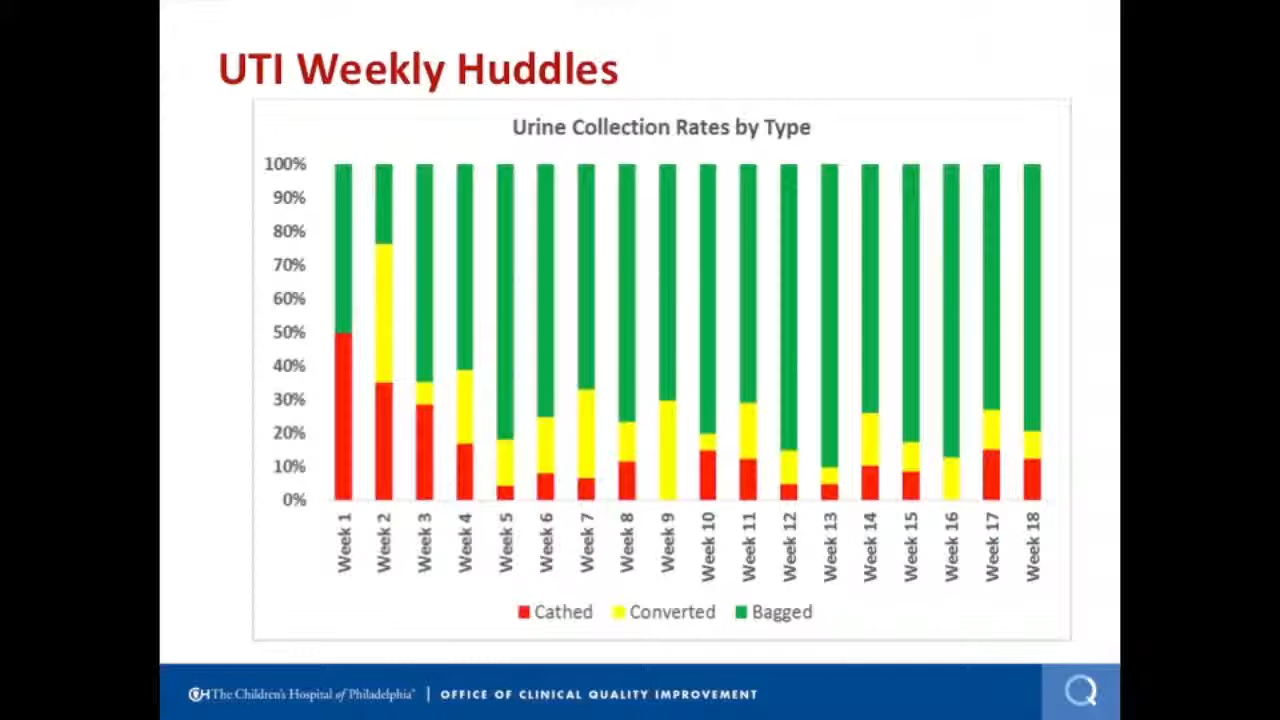 UTI Weekly Huddles
Urine Collection Rates by Type
100%
90%
80%
70%
60%
50%
40%
30%
20%
10%
0%
Week 1
Week 2
Week 3
Week 4
Week 5
Week 6
Week 7
Week 8
Week 9
Week 10
Week 11
Week 12
Week 13
Week 14
Week 15
Week 16
Week 17
Week 18
Cathed Converted Bagged
The Children's Hospital of Philadelphia® | OFFICE OF CLINICAL QUALITY IMPROVEMENT